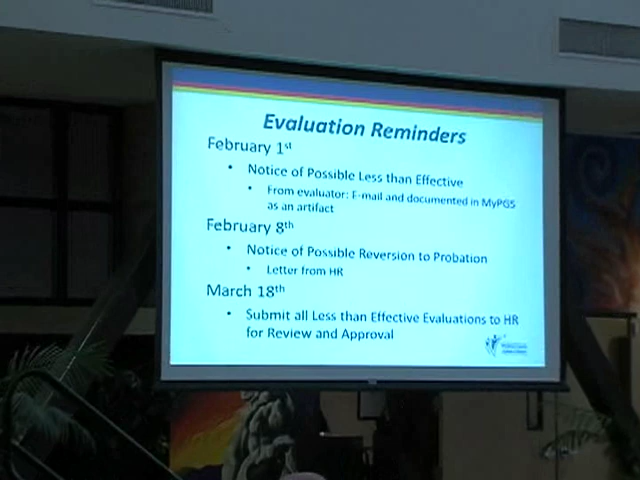 Evaluation Reminders
February 1st
• Notice of Possible Less than Effective
• From evaluator: E-mail and documented in MyPGS
as an artifact
February 8th
• Notice of Possible Reversion to Probation
• Letter from HR
March 18th
• Submit all Less than Effective Evaluations to HR
for Review and Approval